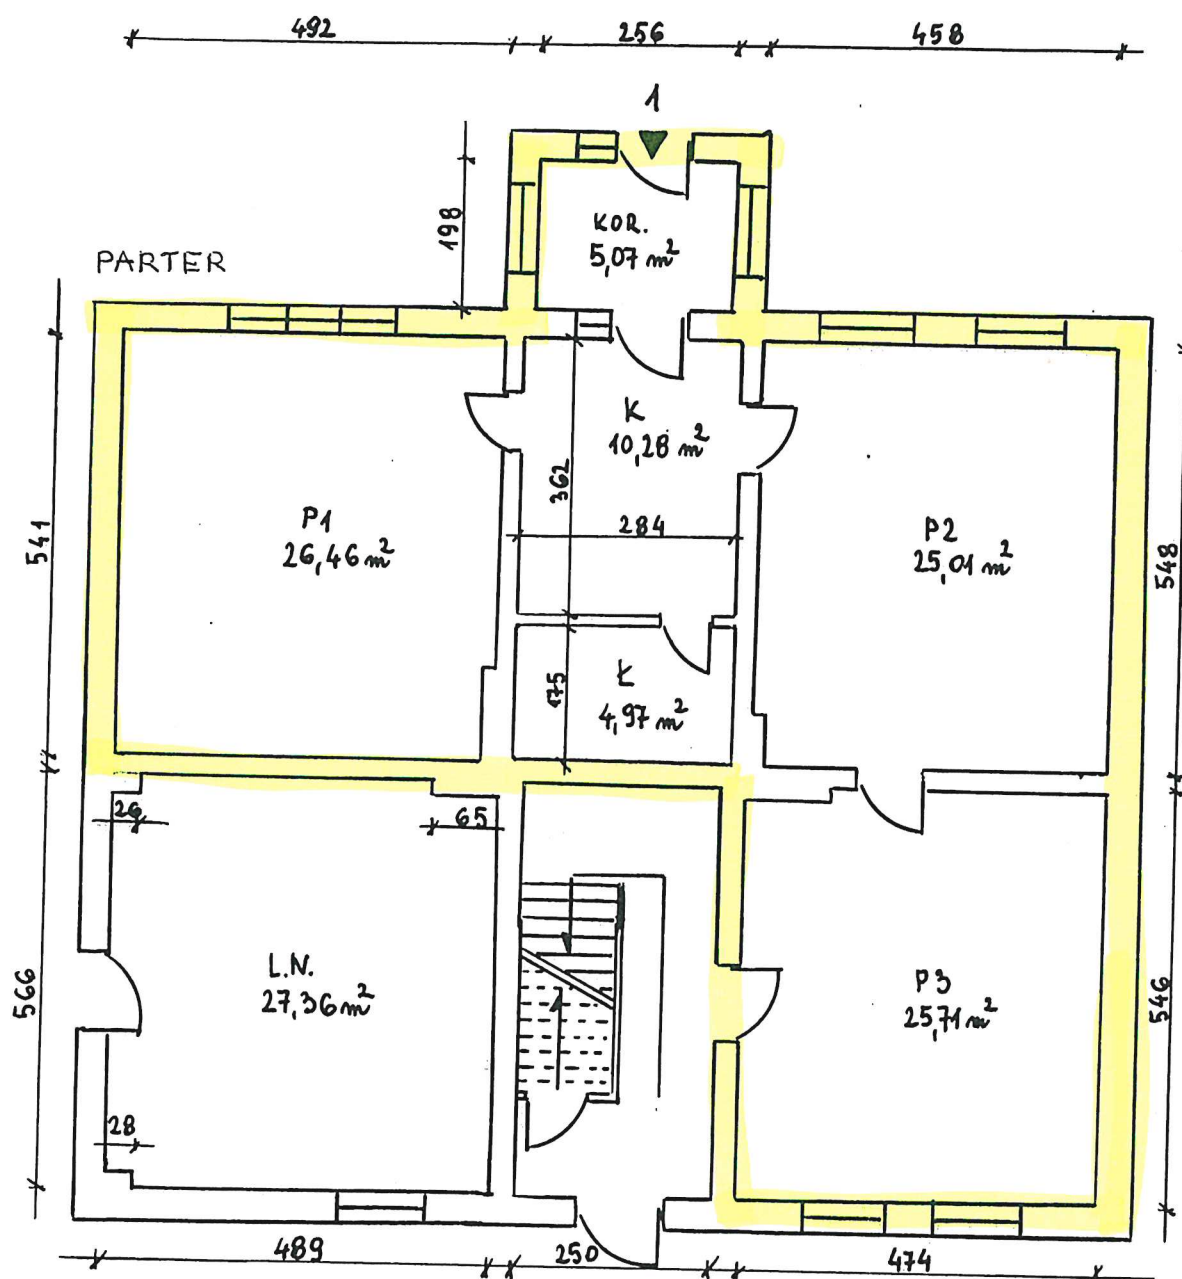 492 256 458
1
198
KOR.
5,07 m²
PARTER
K
10,28 m²
362
284
541
P1
26,46 m²
P2
25,01 m²
548
175
Ł
4,97 m²
26
65
L.N.
27,36 m²
566
P3
25,71 m²
546
28
489 250 474